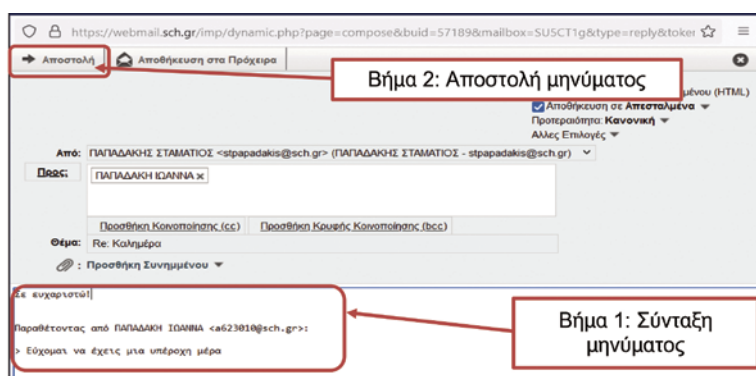 https://webmail.sch.gr/imp/dynamic.php?page=compose&buid=57189&mailbox=SU5CT1g&type=reply&token
Αποστολή Αποθήκευση στα Πρόχειρα
Βήμα 2: Αποστολή μηνύματος
(HTML)
Αποθήκευση σε Απεσταλμένα
Προτεραιότητα: Κανονική
Άλλες Επιλογές
Από: ΠΑΠΑΔΑΚΗΣ ΣΤΑΜΑΤΙΟΣ <stpapadakis@sch.gr> (ΠΑΠΑΔΑΚΗΣ ΣΤΑΜΑΤΙΟΣ - stpapadakis@sch.gr)
Προς: ΠΑΠΑΔΑΚΗ ΙΩΑΝΝΑ x
Προσθήκη Κοινοποίησης (cc) Προσθήκη Κρυφής Κοινοποίησης (bcc)
Θέμα: Re: Καλημέρα
: Προσθήκη Συνημμένου
Σε ευχαριστώ!
Παραθέτοντας από ΠΑΠΑΔΑΚΗ ΙΩΑΝΝΑ <a623010@sch.gr>:
> Εύχομαι να έχεις μια υπέροχη μέρα
Βήμα 1: Σύνταξη
μηνύματος